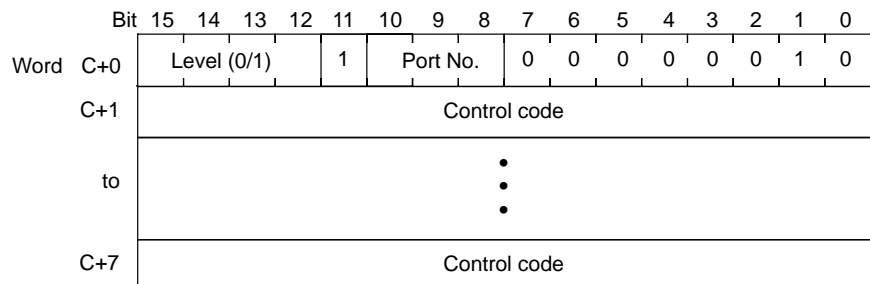 Bit 15 14 13 12 11 10 9 8 7 6 5 4 3 2 1 0
Word C+0 Level (0/1) 1 Port No. 0 0 0 0 0 0 1 0
C+1 Control code
to
C+7 Control code